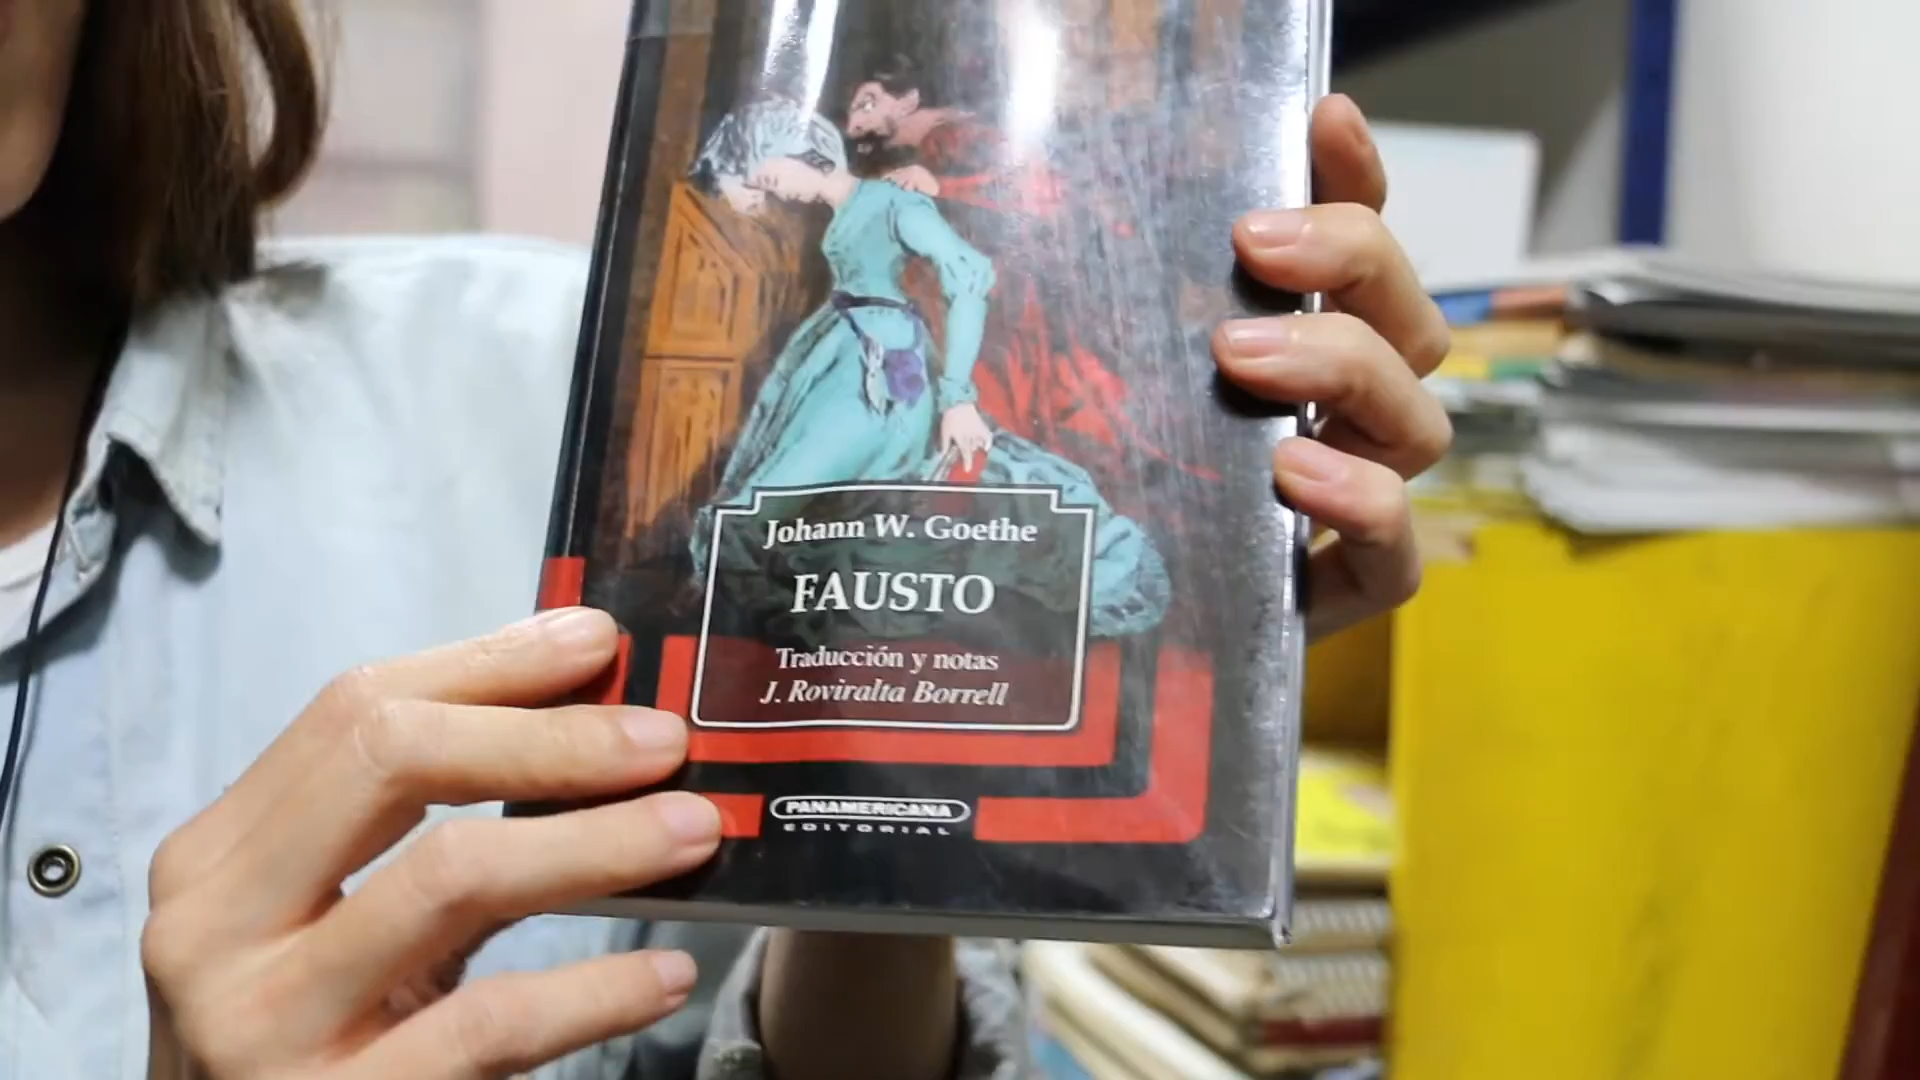 Johann W. Goethe
FAUSTO
Traducción y notas
J. Roviralta Borrell
PANAMERICANA
EDITORIAL